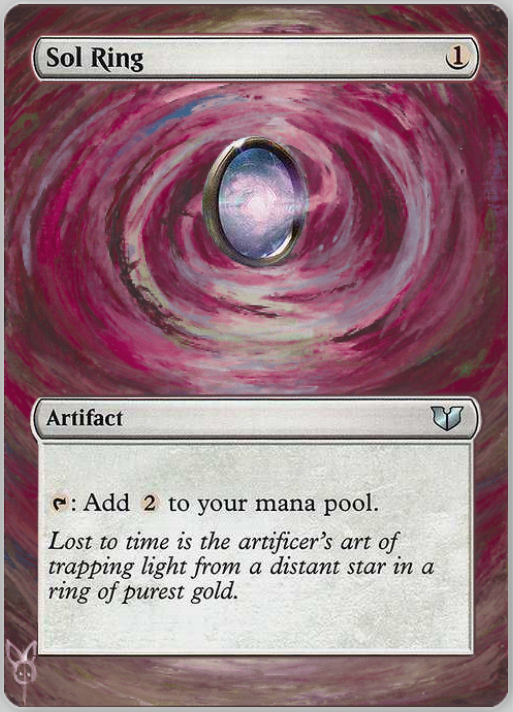 Sol Ring 1
Artifact
: Add 2 to your mana pool.
Lost to time is the artificer's art of
trapping light from a distant star in a
ring of purest gold.